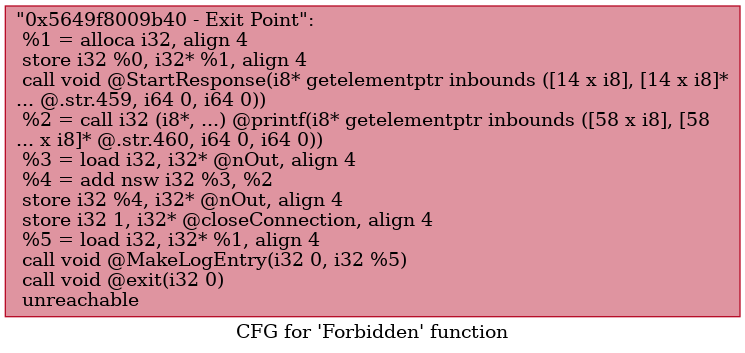 "0x5649f8009b40 - Exit Point":
%1 = alloca i32, align 4
store i32 %0, i32* %1, align 4
call void @StartResponse(i8* getelementptr inbounds ([14 x i8], [14 x i8]*
... @.str.459, i64 0, i64 0))
%2 = call i32 (i8*, ...) @printf(i8* getelementptr inbounds ([58 x i8], [58
... x i8]* @.str.460, i64 0, i64 0))
%3 = load i32, i32* @nOut, align 4
%4 = add nsw i32 %3, %2
store i32 %4, i32* @nOut, align 4
store i32 1, i32* @closeConnection, align 4
%5 = load i32, i32* %1, align 4
call void @MakeLogEntry(i32 0, i32 %5)
call void @exit(i32 0)
unreachable
CFG for 'Forbidden' function